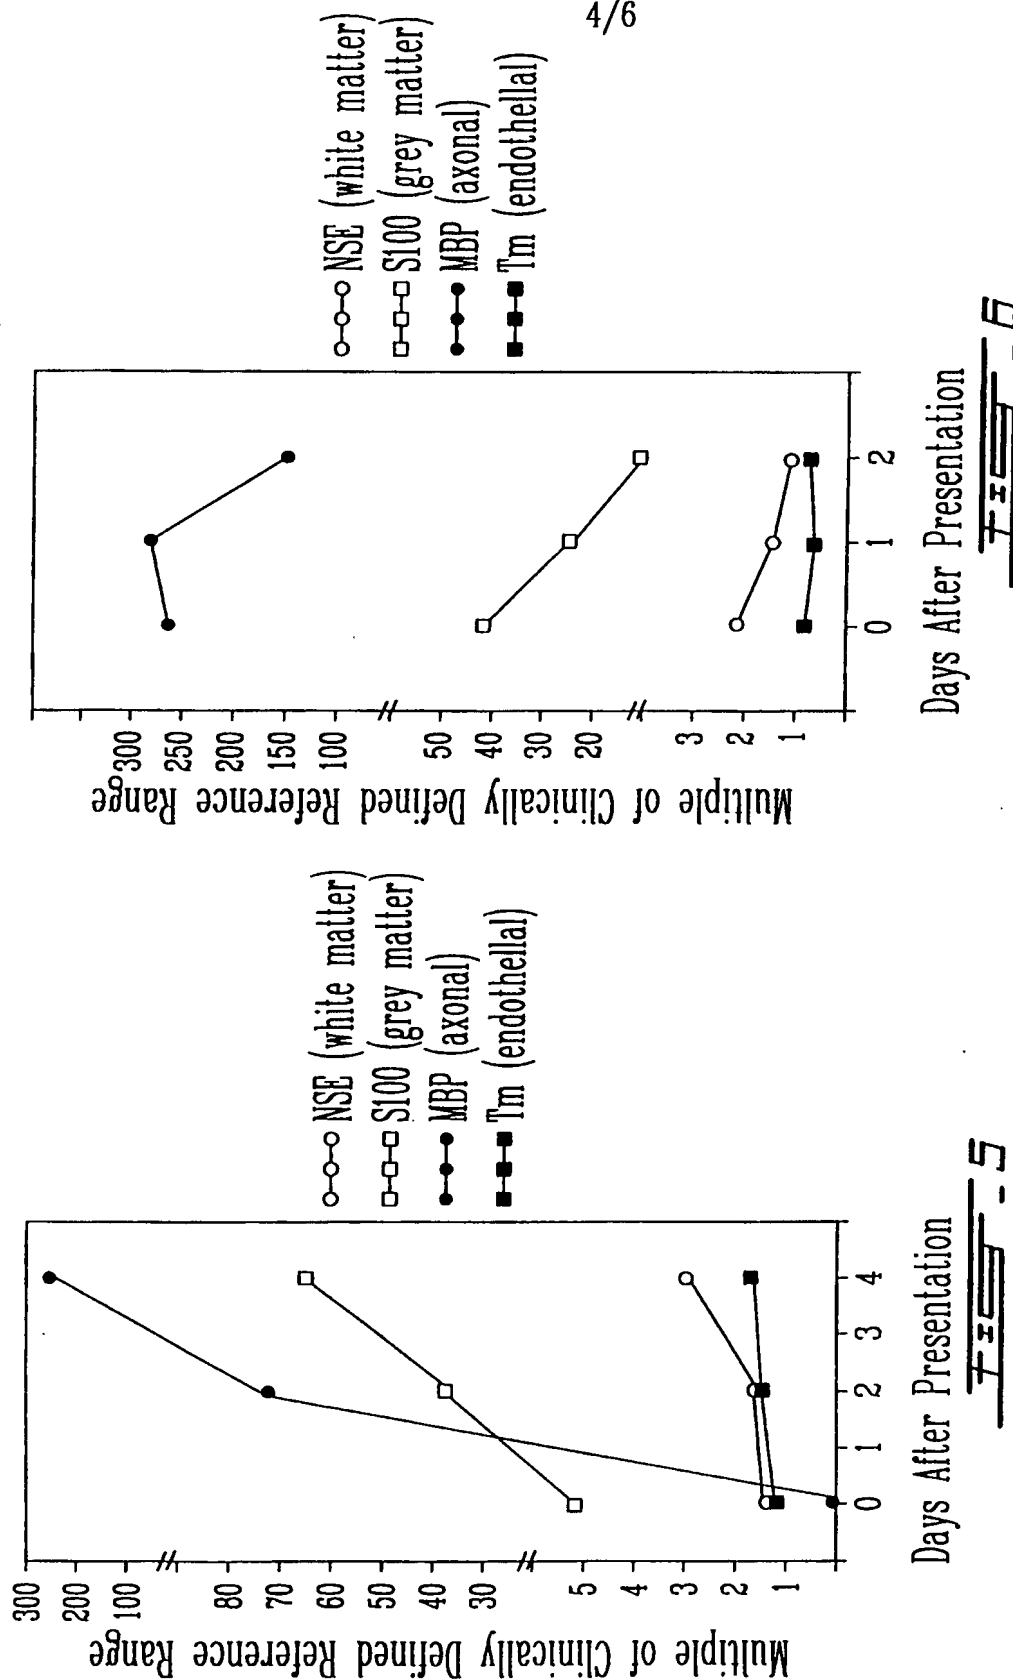 4/6
Multiple of Clinically Defined Reference Range
300
200
100
80
70
60
50
40
30
5
4
3
2
1
0
1
2
3
4
Days After Presentation
NSE (white matter)
S100 (grey matter)
MBP (axonal)
Tm (endothellal)
FIG - 5
Multiple of Clinically Defined Reference Range
300
250
200
150
100
50
40
30
20
3
2
1
0
1
2
Days After Presentation
NSE (white matter)
S100 (grey matter)
MBP (axonal)
Tm (endothellal)
FIG - 6